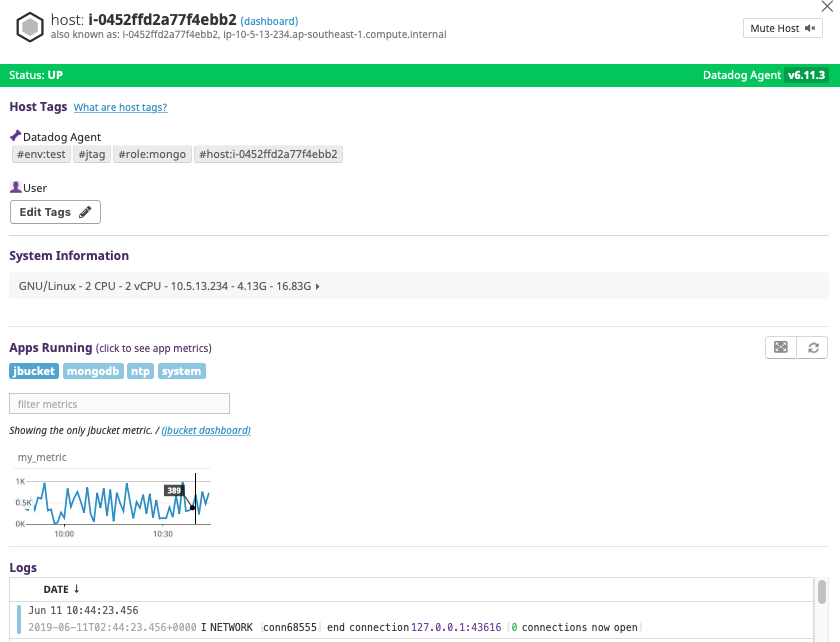 host: i-0452ffd2a77f4ebb2 (dashboard)
also known as: i-0452ffd2a77f4ebb2, ip-10-5-13-234.ap-southeast-1.compute.internal
Mute Host
Status: UP
Datadog Agent v6.11.3
Host Tags What are host tags?
Datadog Agent
#env:test #jtag #role:mongo #host:i-0452ffd2a77f4ebb2
User
Edit Tags
System Information
GNU/Linux - 2 CPU - 2 vCPU - 10.5.13.234 - 4.13G - 16.83G
Apps Running (click to see app metrics)
jbucket mongodb ntp system
filter metrics
Showing the only jbucket metric. / (jbucket dashboard)
my_metric
1K
389
0.5K
0K
10:00 10:30
Logs
DATE ↓
Jun 11 10:44:23.456
2019-06-11T02:44:23.456+0000 I NETWORK [conn68555] end connection 127.0.0.1:43616 (0 connections now open)